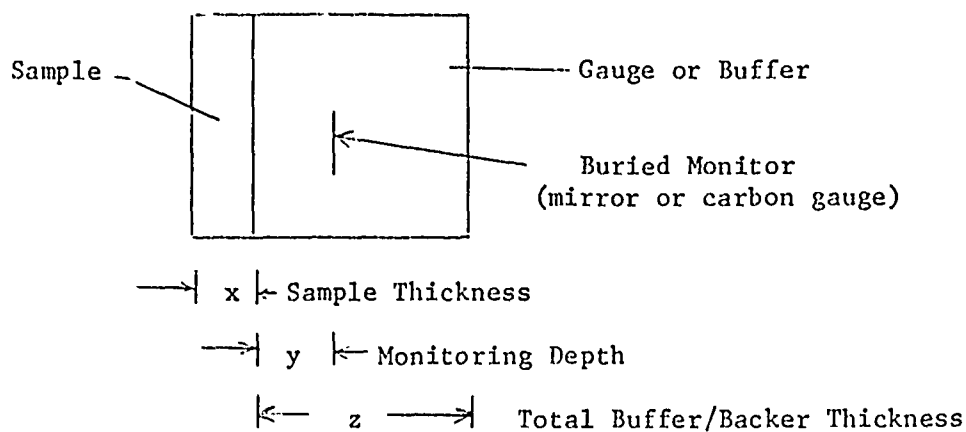 Sample
Gauge or Buffer
Buried Monitor
(mirror or carbon gauge)
x Sample Thickness
y Monitoring Depth
z Total Buffer/Backer Thickness